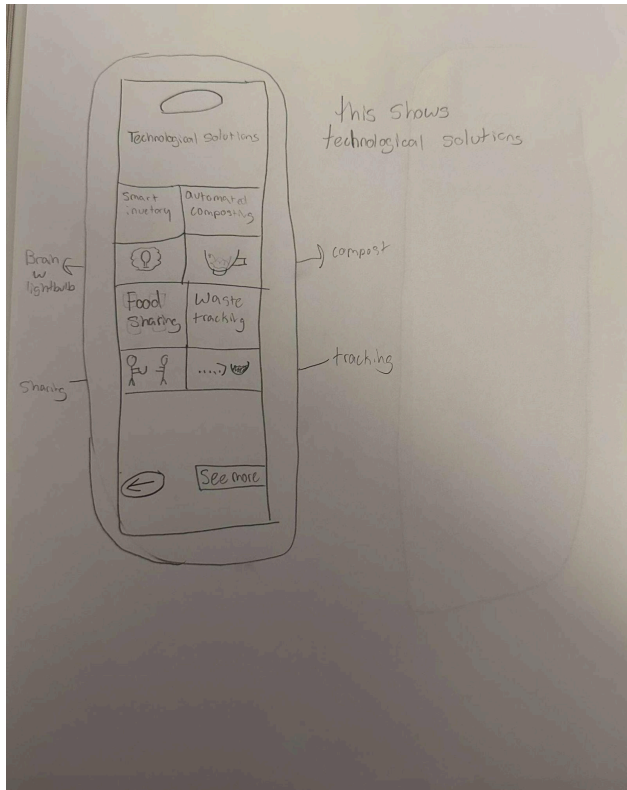 this shows
technological solutions
Technological solutions
smart
invetory
automated
composting
Brain
w
lightbulb
compost
Food
Sharing
Waste
tracking
Sharing
tracking
See more